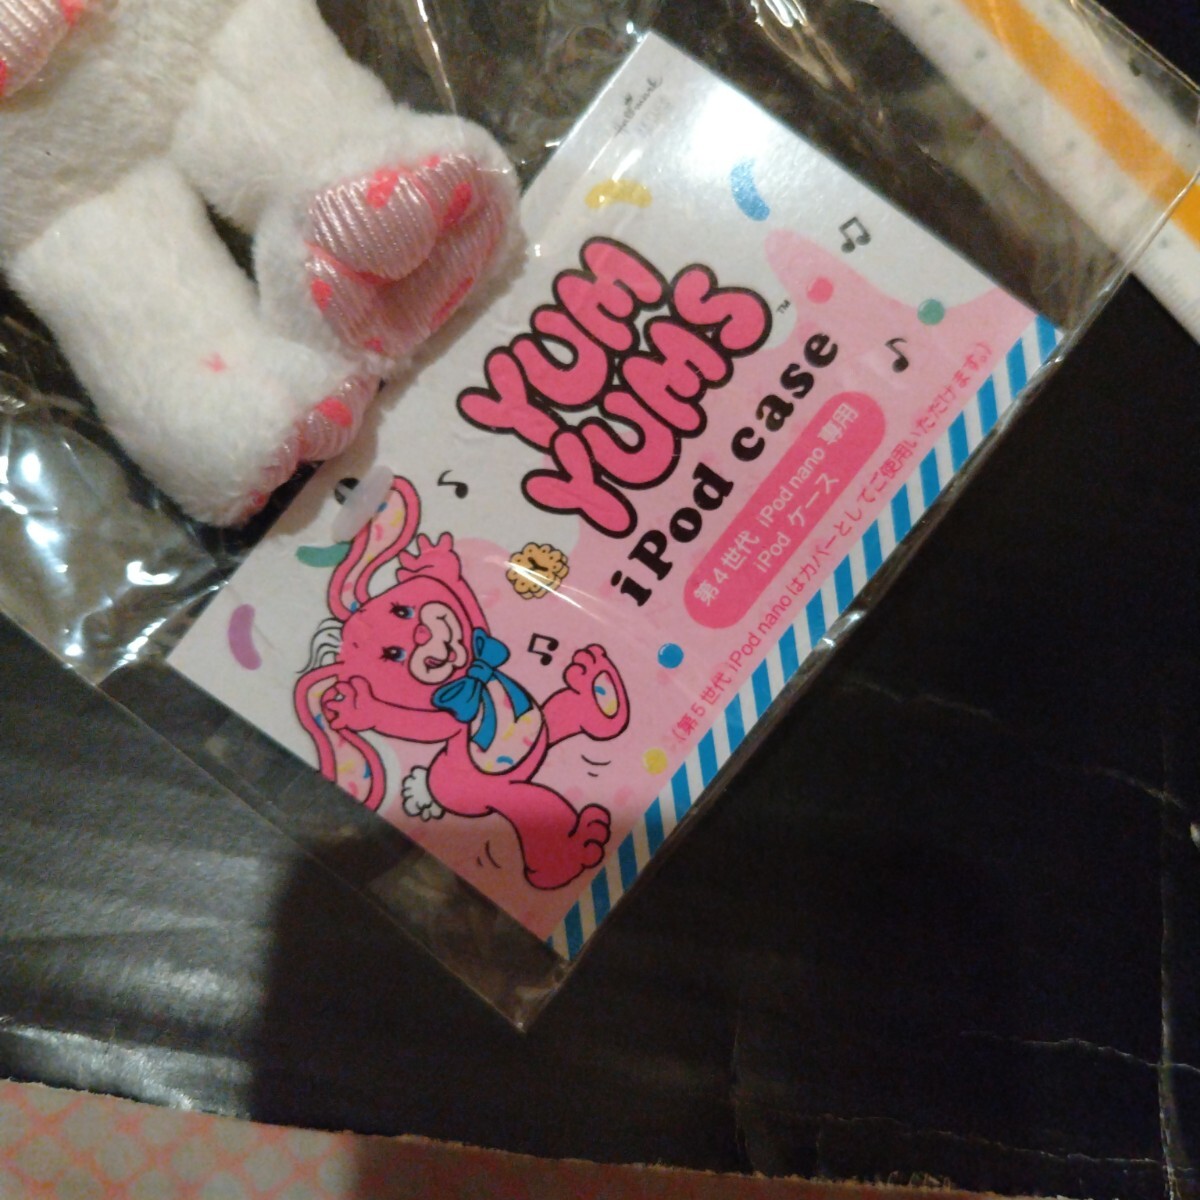 Hallmark
YUM
YUMS™
iPod case
第4世代 iPod nano 専用
iPod ケース
(第5世代 iPod nanoはカバーとしてご使用いただけます。)